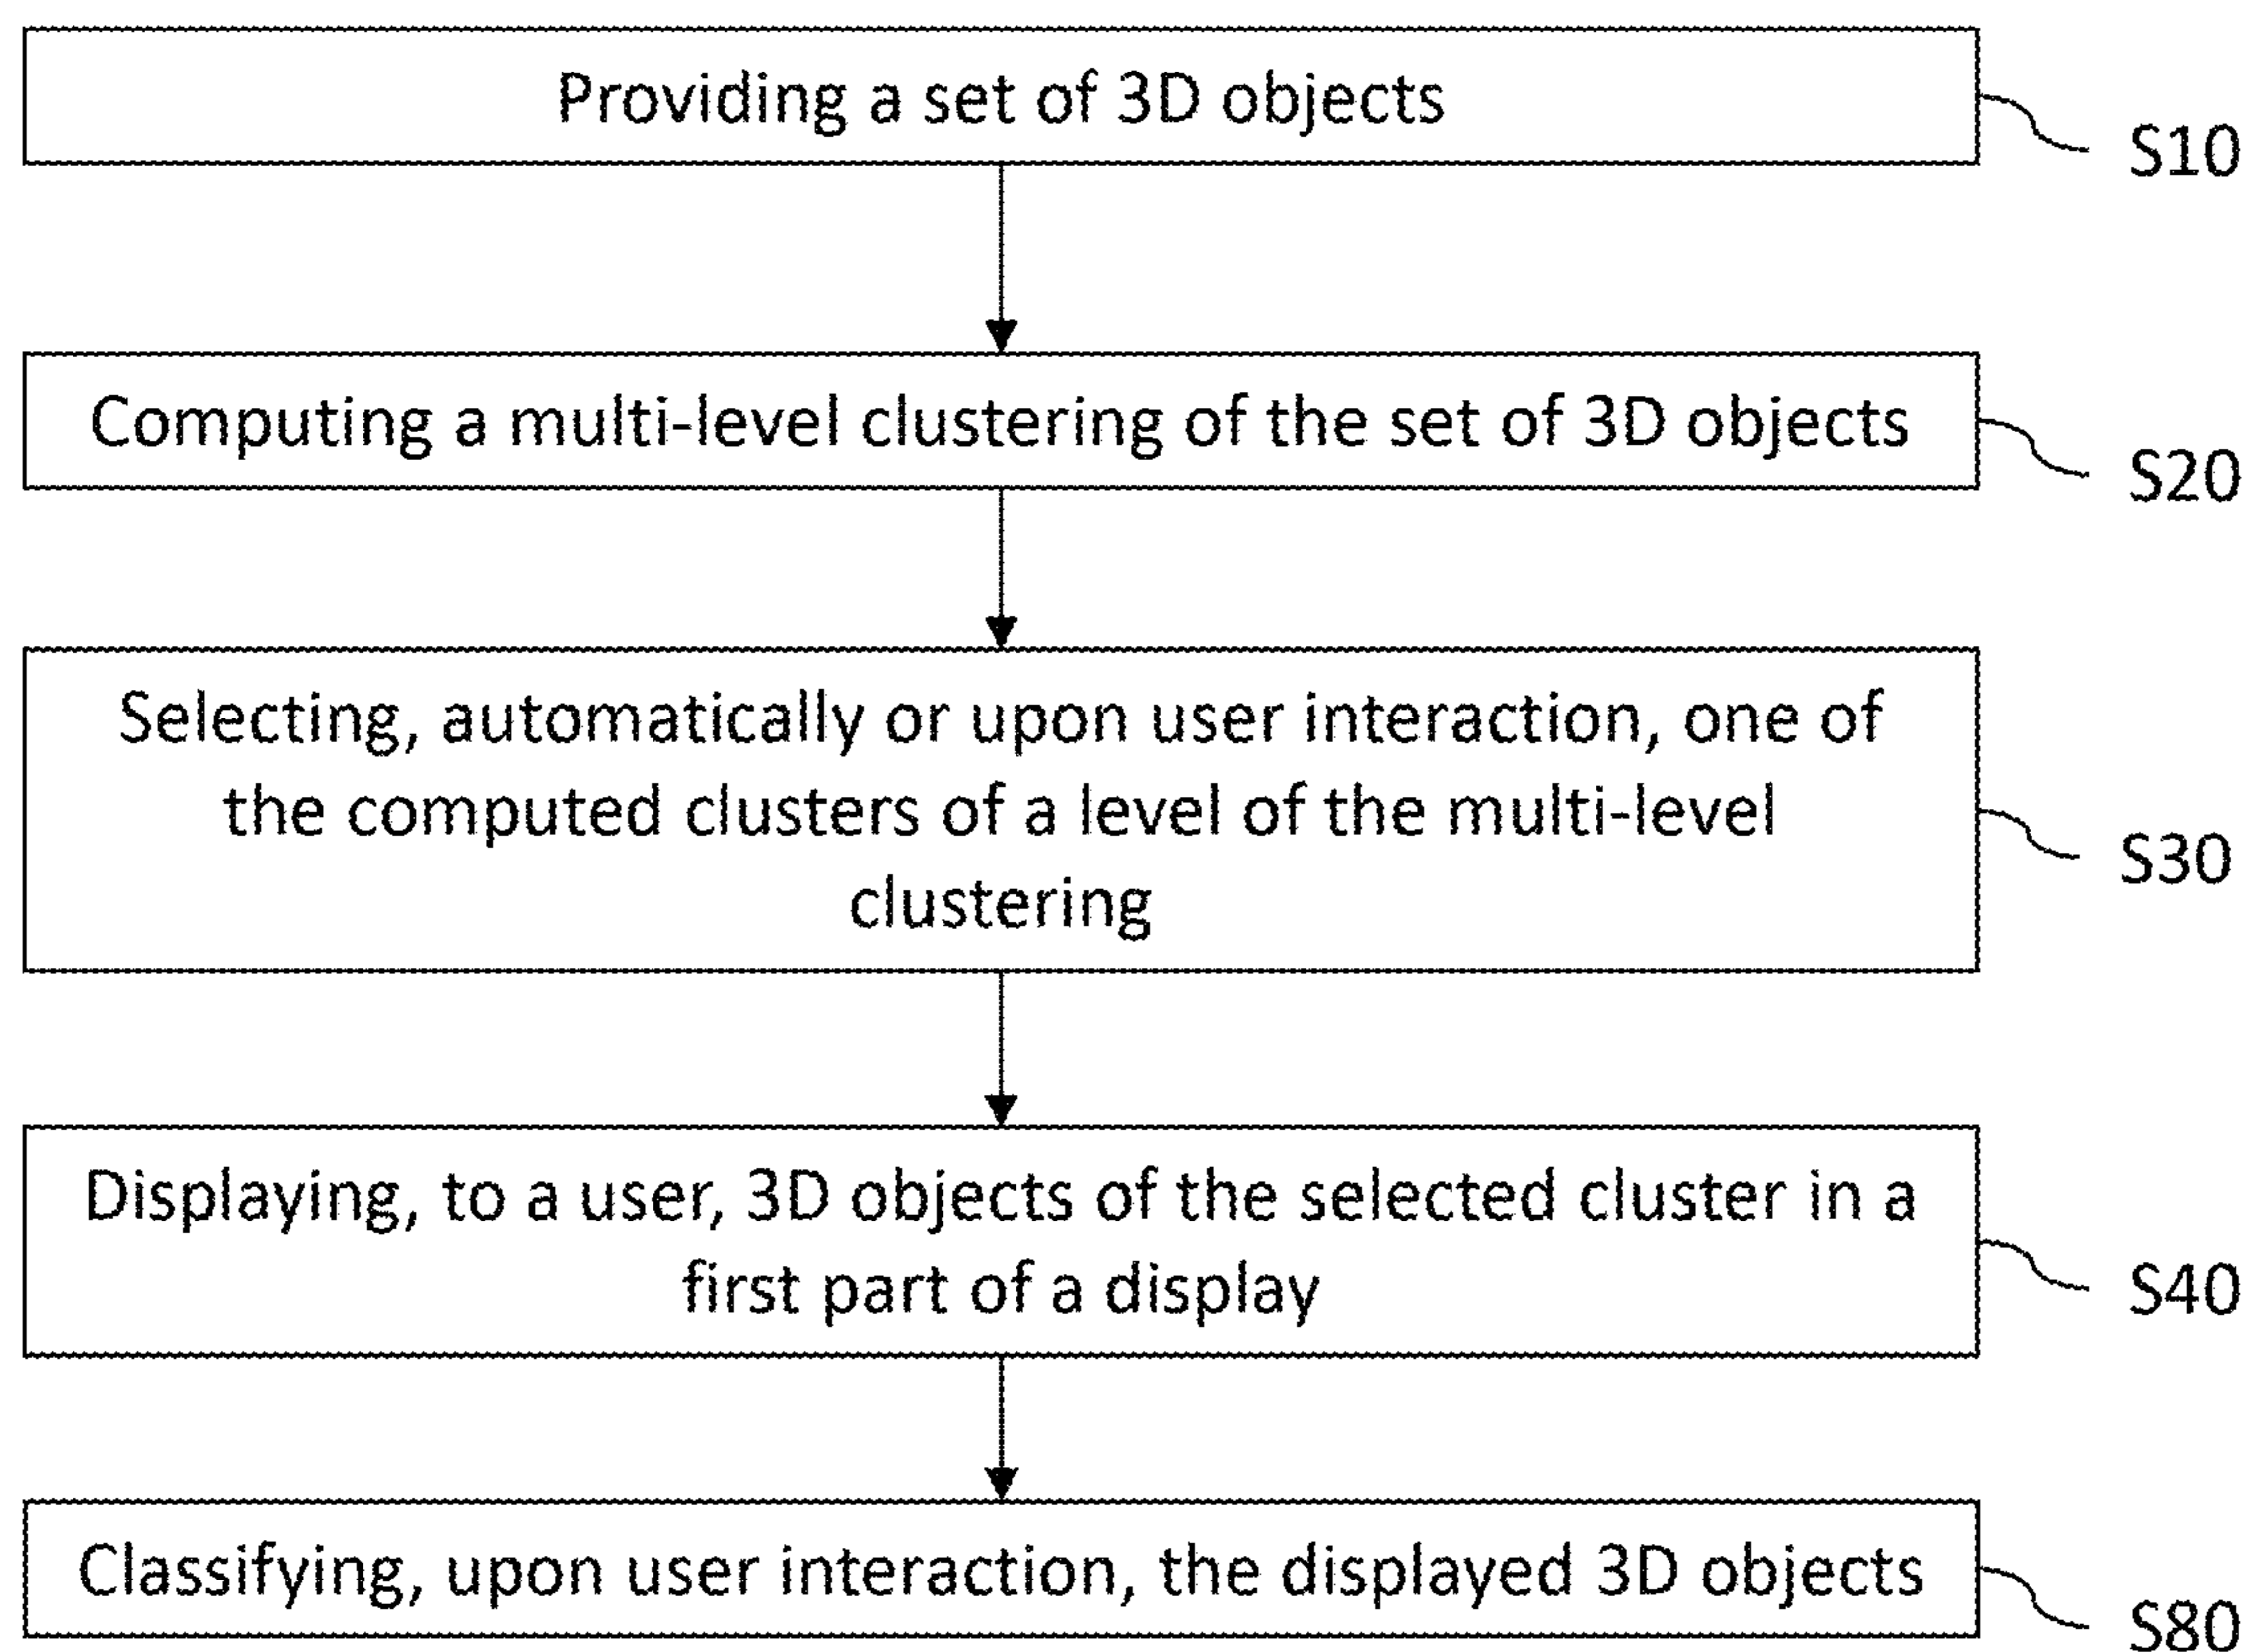 Providing a set of 3D objects
S10
Computing a multi-level clustering of the set of 3D objects
S20
Selecting, automatically or upon user interaction, one of
the computed clusters of a level of the multi-level
clustering
S30
Displaying, to a user, 3D objects of the selected cluster in a
first part of a display
S40
Classifying, upon user interaction, the displayed 3D objects
S80